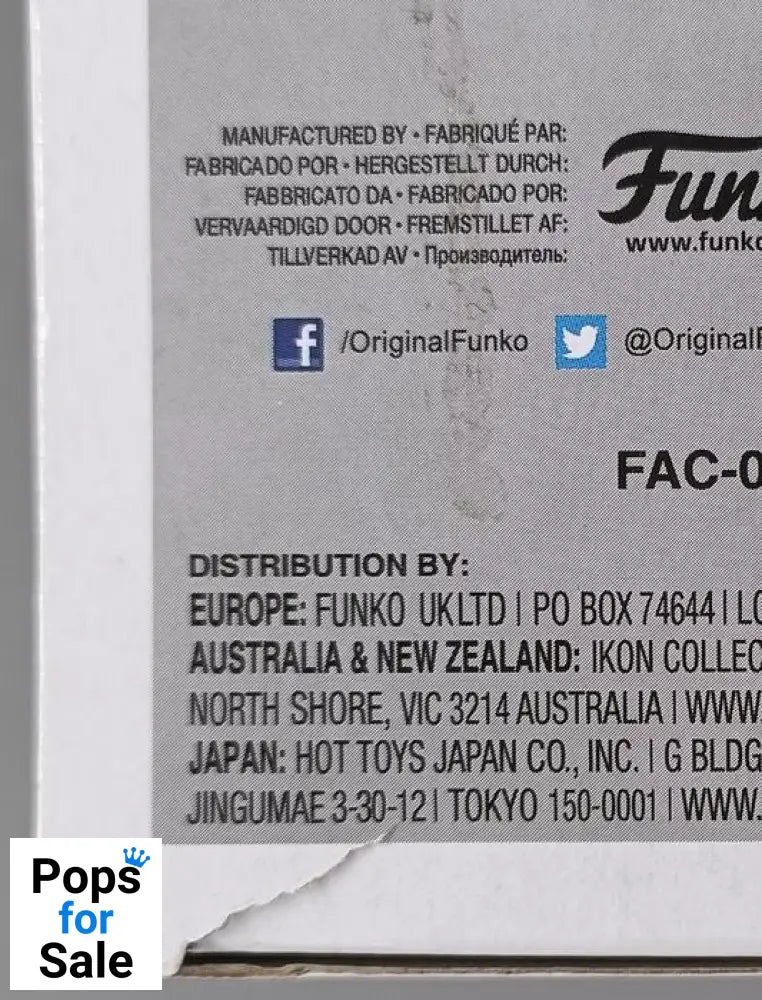 MANUFACTURED BY • FABRIQUÉ PAR:
FABRICADO POR • HERGESTELLT DURCH:
FABBRICATO DA • FABRICADO POR:
VERVAARDIGD DOOR • FREMSTILLET AF:
TILLVERKAD AV • Производитель:
Fun
www.funko
f /OriginalFunko @OriginalF
FAC-0
DISTRIBUTION BY:
EUROPE: FUNKO UK LTD | PO BOX 74644 | LO
AUSTRALIA & NEW ZEALAND: IKON COLLEC
NORTH SHORE, VIC 3214 AUSTRALIA | WWW.
JAPAN: HOT TOYS JAPAN CO., INC. | G BLDG
JINGUMAE 3-30-12 | TOKYO 150-0001 | WWW.
Pops
for
Sale